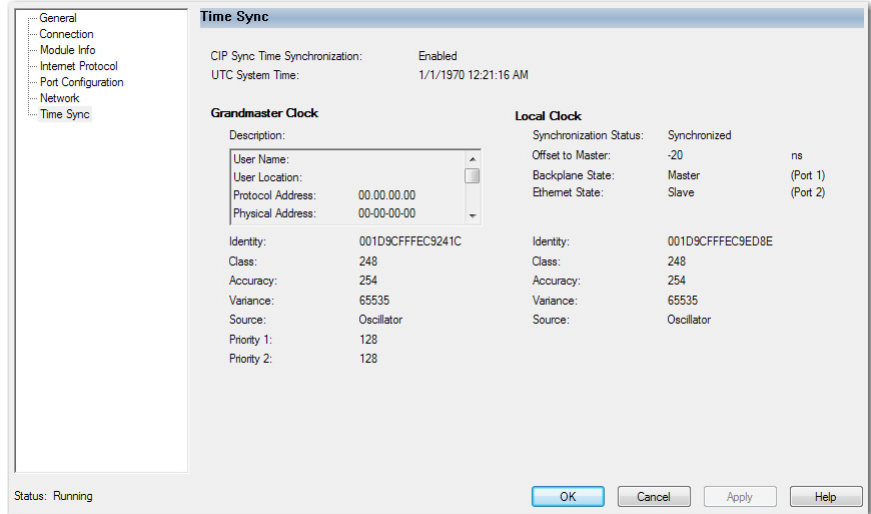 General
Connection
Module Info
Internet Protocol
Port Configuration
Network
Time Sync
Time Sync
CIP Sync Time Synchronization: Enabled
UTC System Time: 1/1/1970 12:21:16 AM
Grandmaster Clock
Description:
User Name:
User Location:
Protocol Address: 00.00.00.00
Physical Address: 00-00-00-00
Identity: 001D9CFFFEC9241C
Class: 248
Accuracy: 254
Variance: 65535
Source: Oscillator
Priority 1: 128
Priority 2: 128
Local Clock
Synchronization Status: Synchronized
Offset to Master: -20 ns
Backplane State: Master (Port 1)
Ethernet State: Slave (Port 2)
Identity: 001D9CFFFEC9ED8E
Class: 248
Accuracy: 254
Variance: 65535
Source: Oscillator
Status: Running
OK Cancel Apply Help